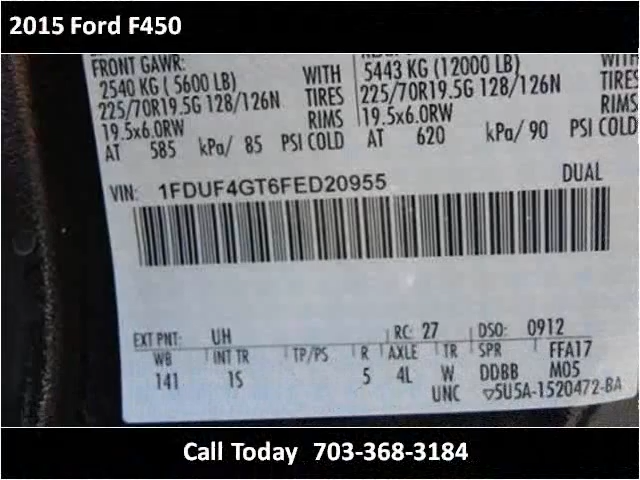 2015 Ford F450
FRONT GAWR:
2540 KG ( 5600 LB) WITH 5443 KG (12000 LB) WITH
225/70R19.5G 128/126N TIRES 225/70R19.5G 128/126N TIRES
19.5x6.0RW RIMS 19.5x6.0RW RIMS
AT 585 kPa/ 85 PSI COLD AT 620 kPa/ 90 PSI COLD
VIN: 1FDUF4GT6FED20955 DUAL
EXT PNT: UH RC: 27 DSO: 0912
WB INT TR TP/PS R AXLE TR SPR FFA17
141 1S 5 4L W DDBB M05
UNC ▽5U5A-1520472-BA
Call Today 703-368-3184